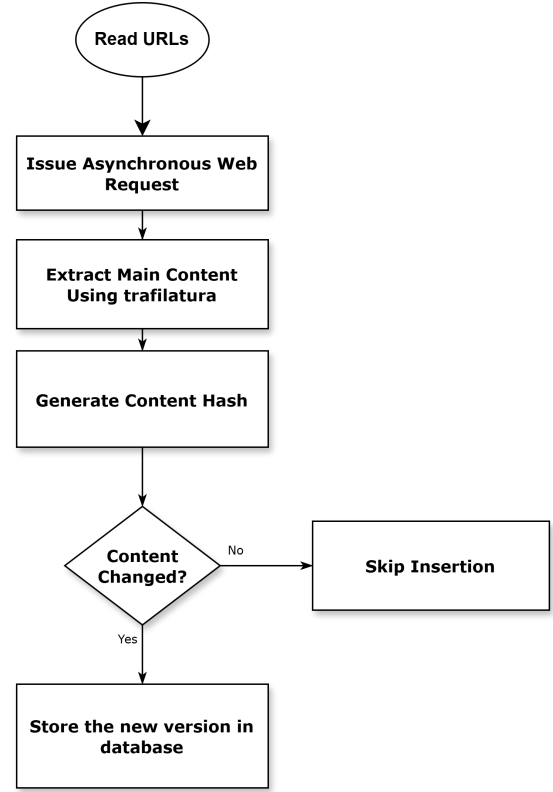 Read URLs
Issue Asynchronous Web
Request
Extract Main Content
Using trafilatura
Generate Content Hash
Content
Changed?
No
Skip Insertion
Yes
Store the new version in
database